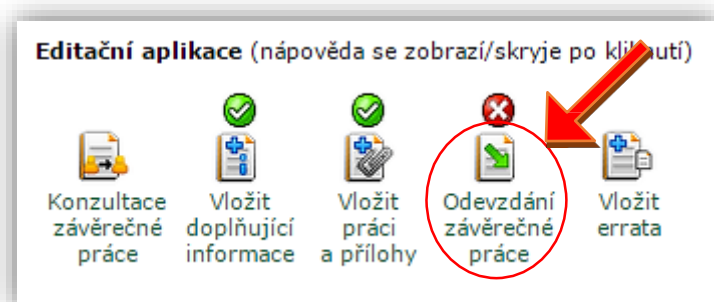 Editační aplikace (nápověda se zobrazí/skryje po kliknutí)
Konzultace
závěrečné
práce
Vložit
doplňující
informace
Vložit
práci
a přílohy
Odevzdání
závěrečné
práce
Vložit
errata